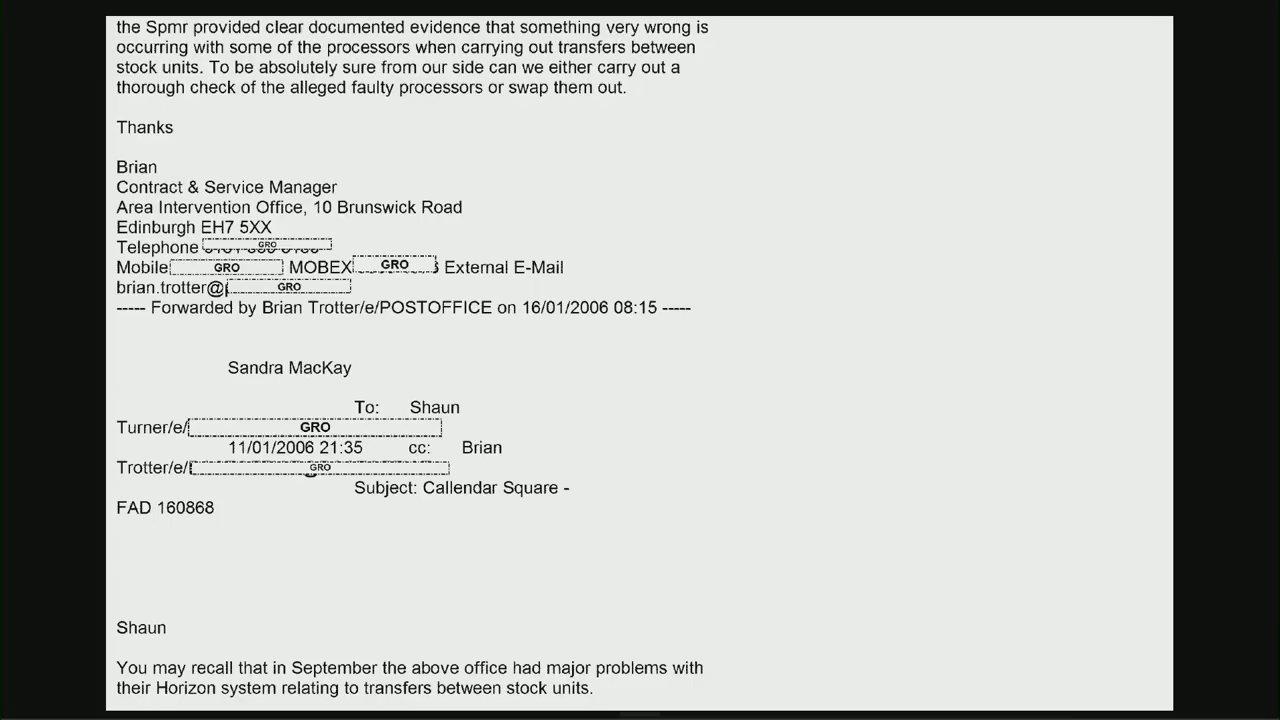 the Spmr provided clear documented evidence that something very wrong is
occurring with some of the processors when carrying out transfers between
stock units. To be absolutely sure from our side can we either carry out a
thorough check of the alleged faulty processors or swap them out.
Thanks
Brian
Contract & Service Manager
Area Intervention Office, 10 Brunswick Road
Edinburgh EH7 5XX
Telephone GRO
Mobile GRO MOBEX GRO External E-Mail
brian.trotter@ GRO
----- Forwarded by Brian Trotter/e/POSTOFFICE on 16/01/2006 08:15 -----
Sandra MacKay
To: Shaun
Turner/e/ GRO
11/01/2006 21:35 cc: Brian
Trotter/e/ GRO
Subject: Callendar Square -
FAD 160868
Shaun
You may recall that in September the above office had major problems with
their Horizon system relating to transfers between stock units.